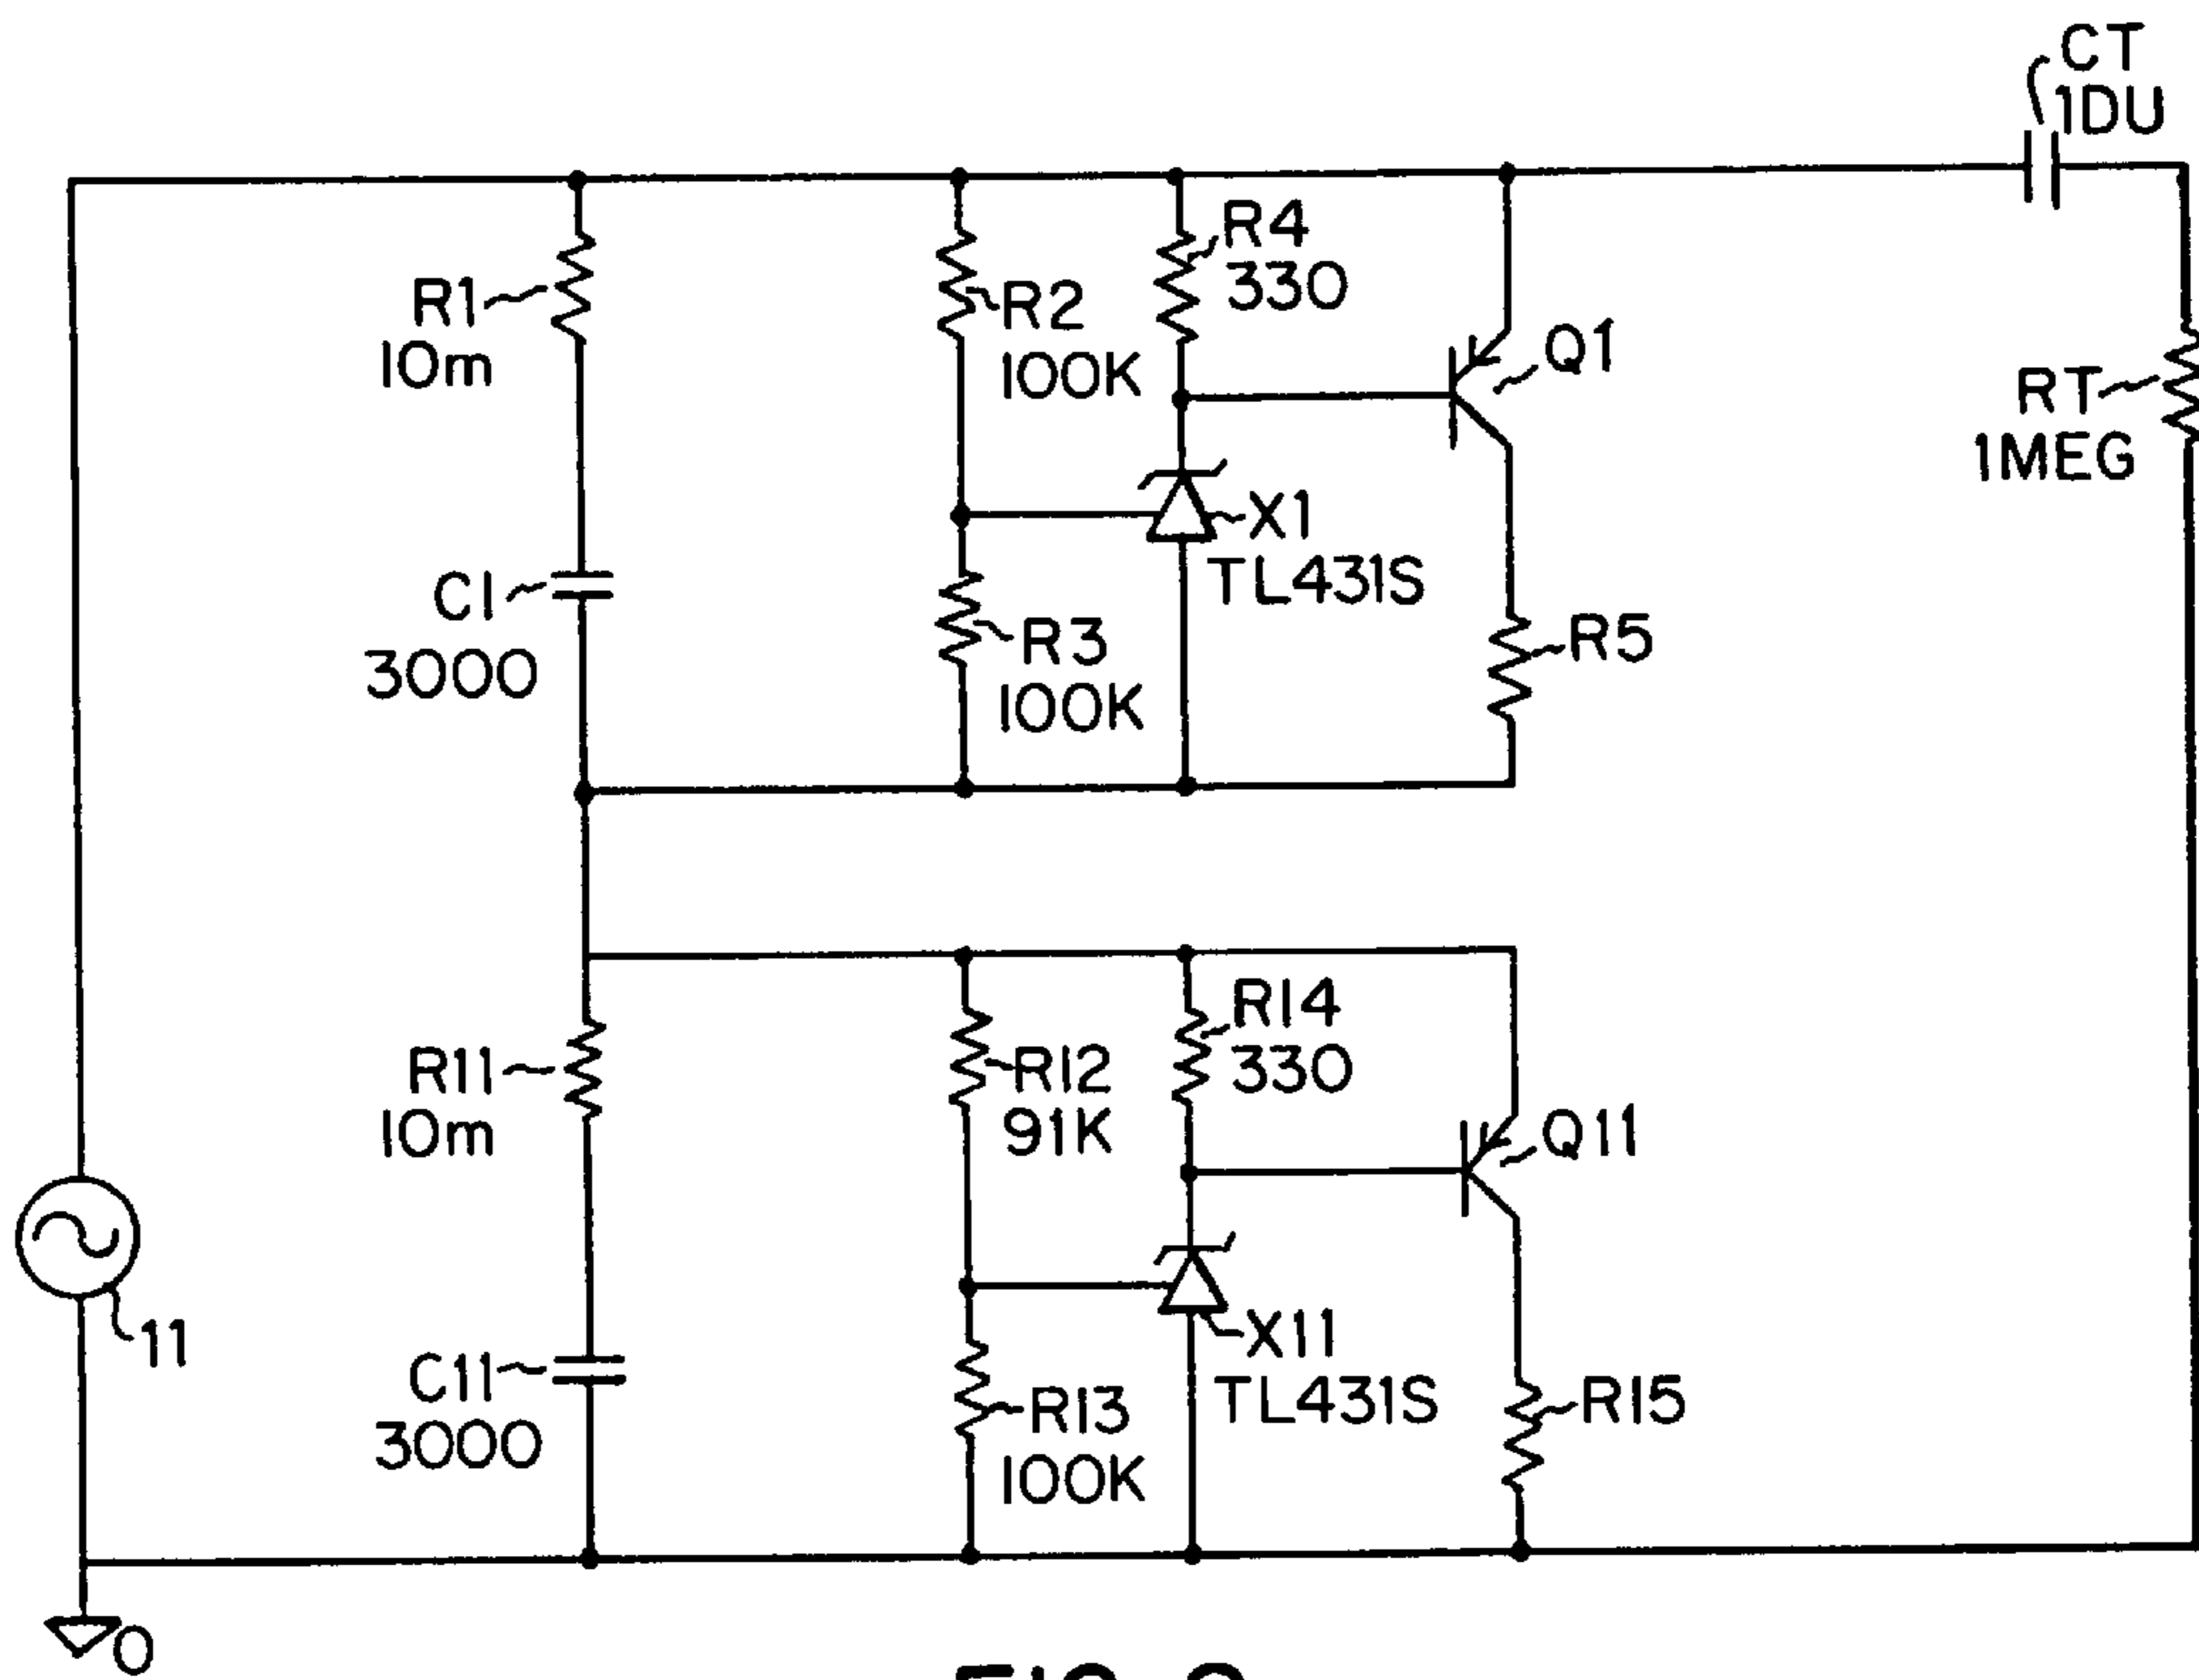 CT
1DU
R4
330
R1
10m
R2
100K
Q1
RT
1MEG
X1
TL431S
C1
3000
R3
100K
R5
R14
330
R11
10m
R12
91K
Q11
11
X11
TL431S
C11
3000
R13
100K
R15
0